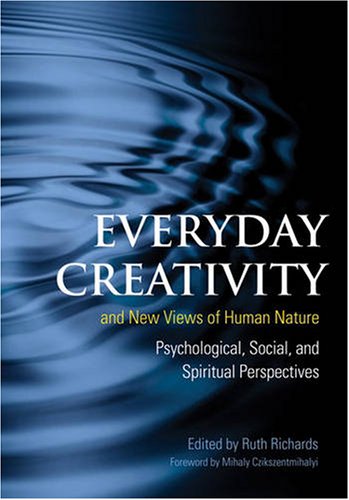 EVERYDAY
CREATIVITY
and New Views of Human Nature
Psychological, Social, and
Spiritual Perspectives
Edited by Ruth Richards
Foreword by Mihaly Czikszentmihalyi